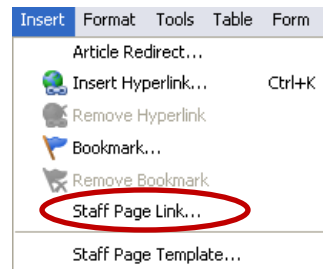 Insert Format Tools Table Form
Article Redirect...
Insert Hyperlink... Ctrl+K
Remove Hyperlink
Bookmark...
Remove Bookmark
Staff Page Link...
Staff Page Template...